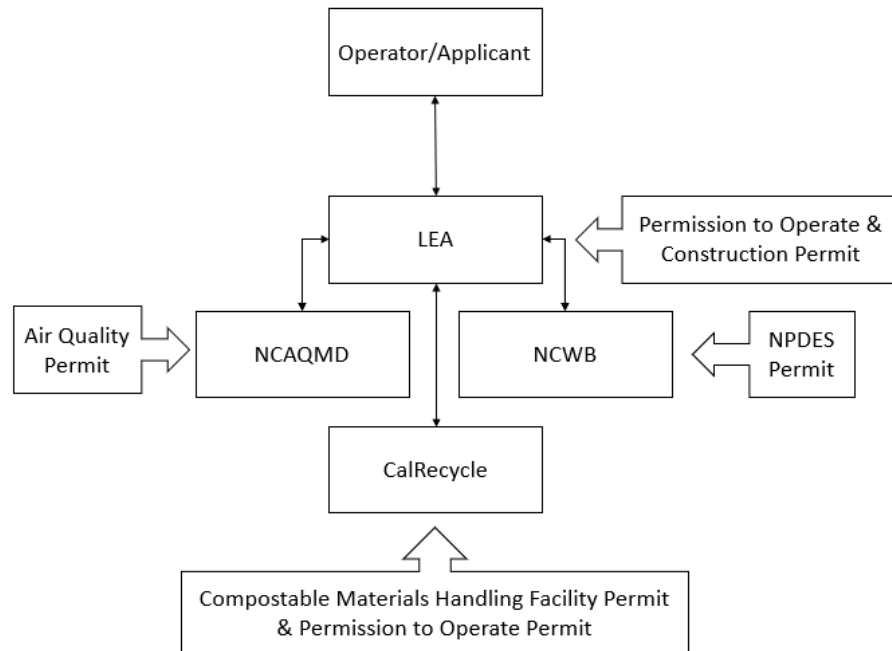 Operator/Applicant
LEA
Permission to Operate &
Construction Permit
Air Quality
Permit
NCAQMD
NCWB
NPDES
Permit
CalRecycle
Compostable Materials Handling Facility Permit
& Permission to Operate Permit